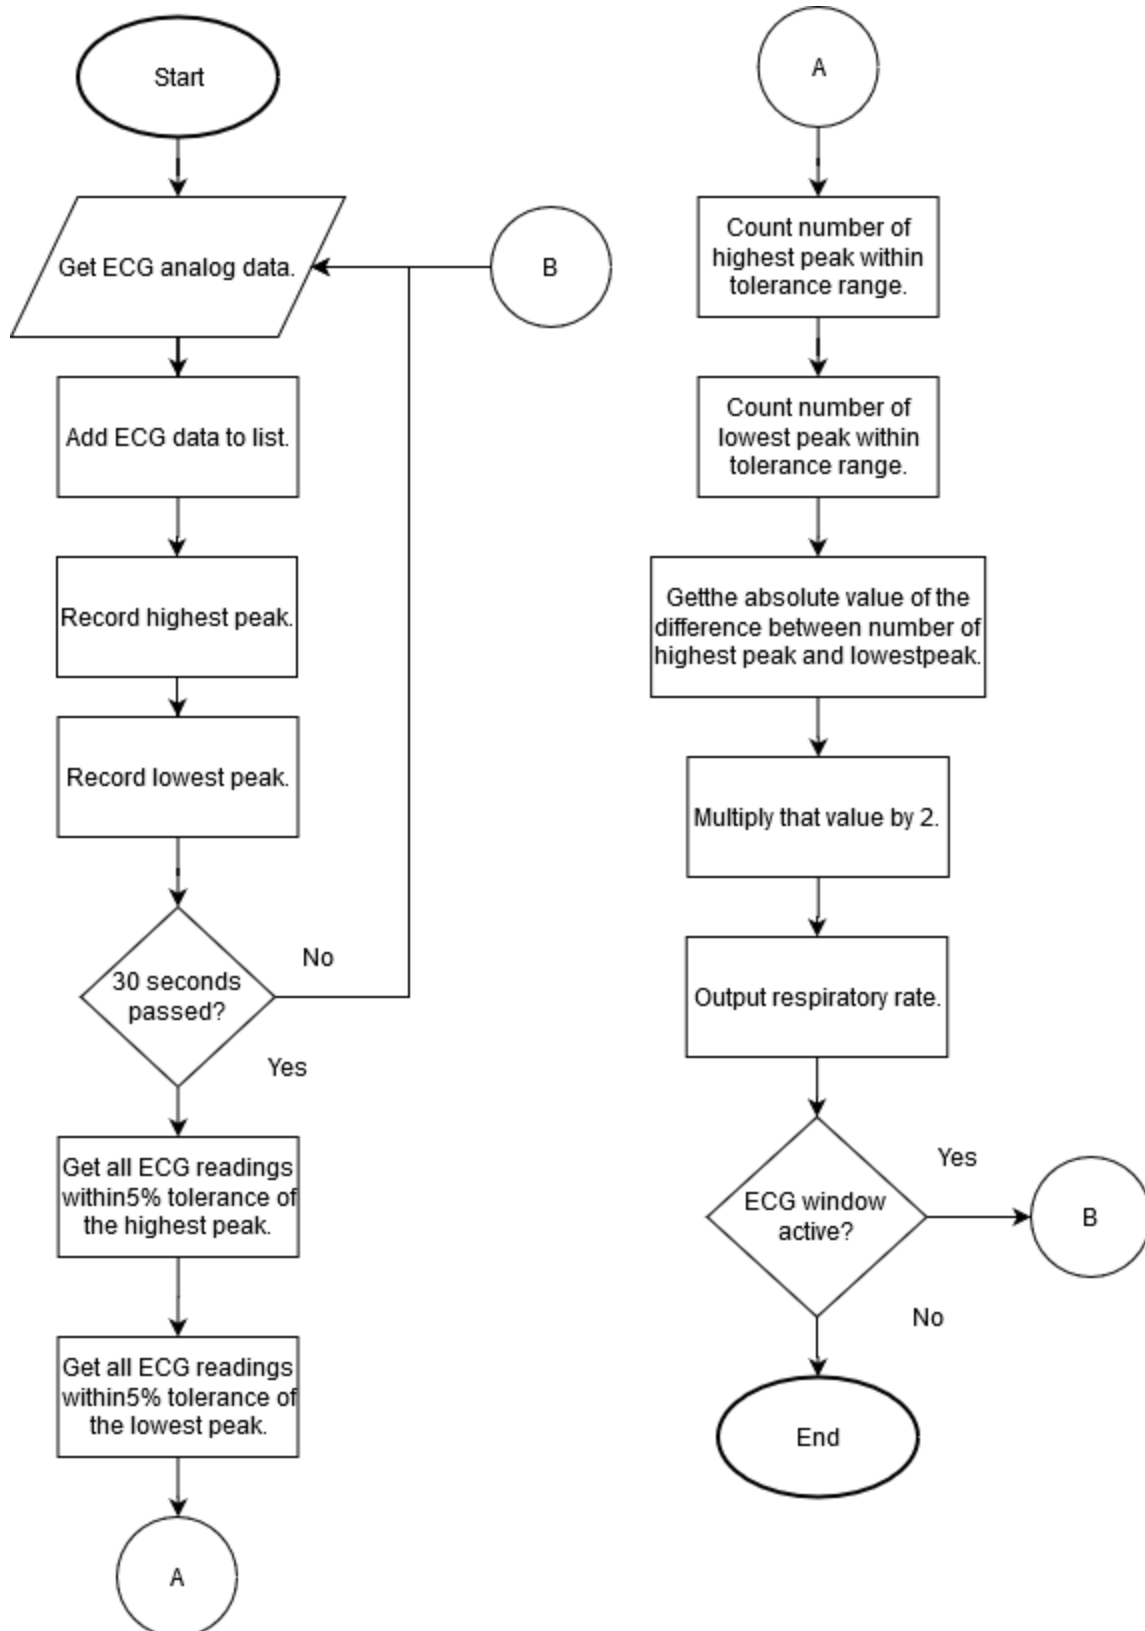 Start
Get ECG analog data.
B
Add ECG data to list.
Record highest peak.
Record lowest peak.
30 seconds
passed?
No
Yes
Get all ECG readings
within5% tolerance of
the highest peak.
Get all ECG readings
within5% tolerance of
the lowest peak.
A
A
Count number of
highest peak within
tolerance range.
Count number of
lowest peak within
tolerance range.
Getthe absolute value of the
difference between number of
highest peak and lowestpeak.
Multiply that value by 2.
Output respiratory rate.
ECG window
active?
Yes
B
No
End